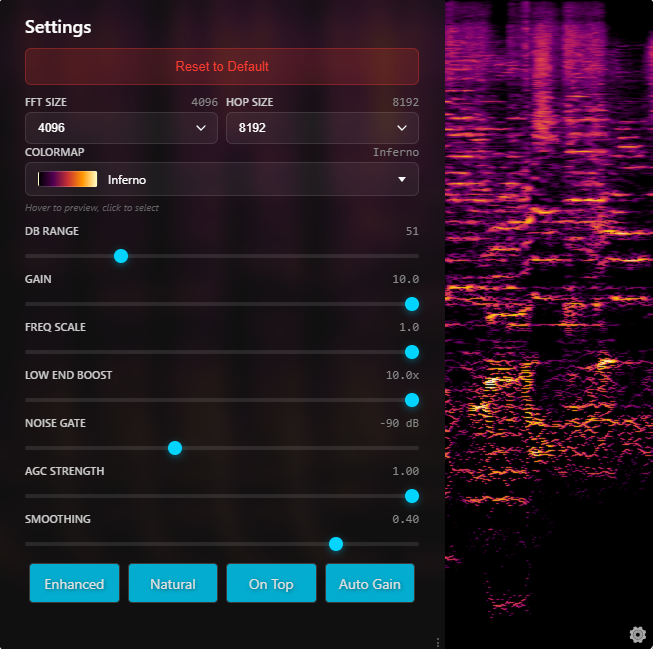 Settings
Reset to Default
FFT SIZE 4096 HOP SIZE 8192
4096 8192
COLORMAP Inferno
Inferno
Hover to preview, click to select
DB RANGE 51
GAIN 10.0
FREQ SCALE 1.0
LOW END BOOST 10.0x
NOISE GATE -90 dB
AGC STRENGTH 1.00
SMOOTHING 0.40
Enhanced Natural On Top Auto Gain